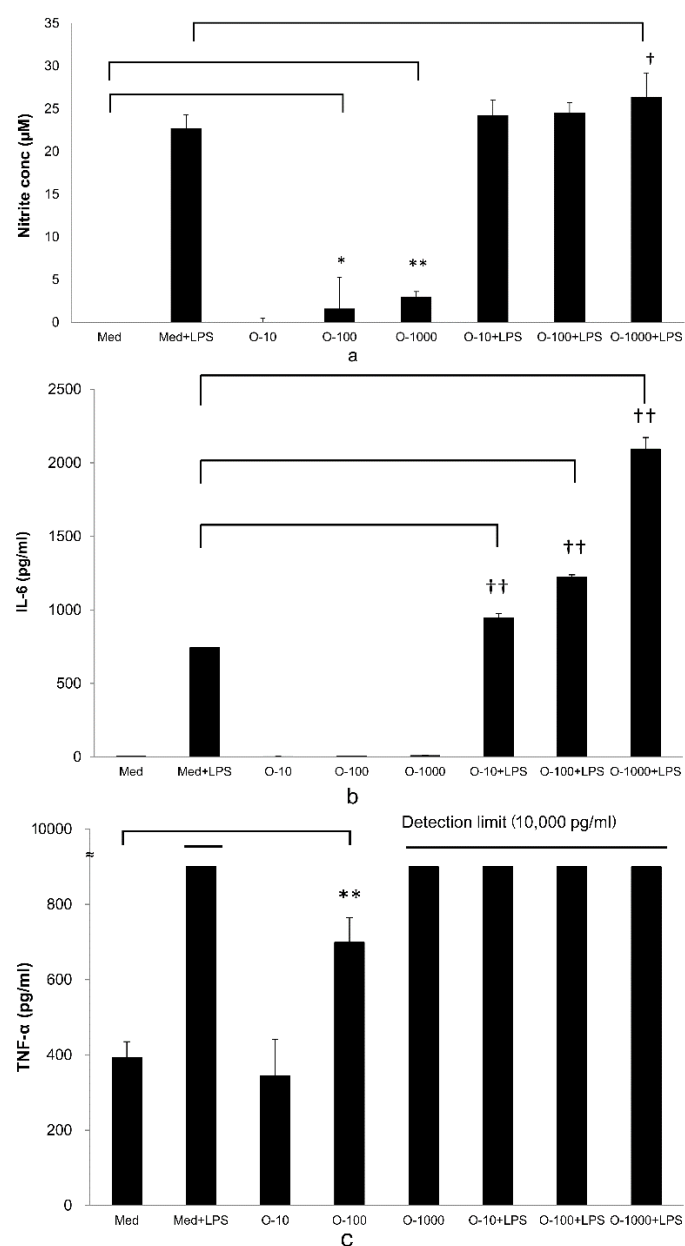 35
30
25
20
15
10
5
0
Nitrite conc (µM)
†
*
**
Med Med+LPS O-10 O-100 O-1000 O-10+LPS O-100+LPS O-1000+LPS
a
2500
2000
1500
1000
500
0
IL-6 (pg/ml)
††
††
††
Med Med+LPS O-10 O-100 O-1000 O-10+LPS O-100+LPS O-1000+LPS
b
10000
≈
800
600
400
200
0
TNF-α (pg/ml)
Detection limit (10,000 pg/ml)
**
Med Med+LPS O-10 O-100 O-1000 O-10+LPS O-100+LPS O-1000+LPS
C